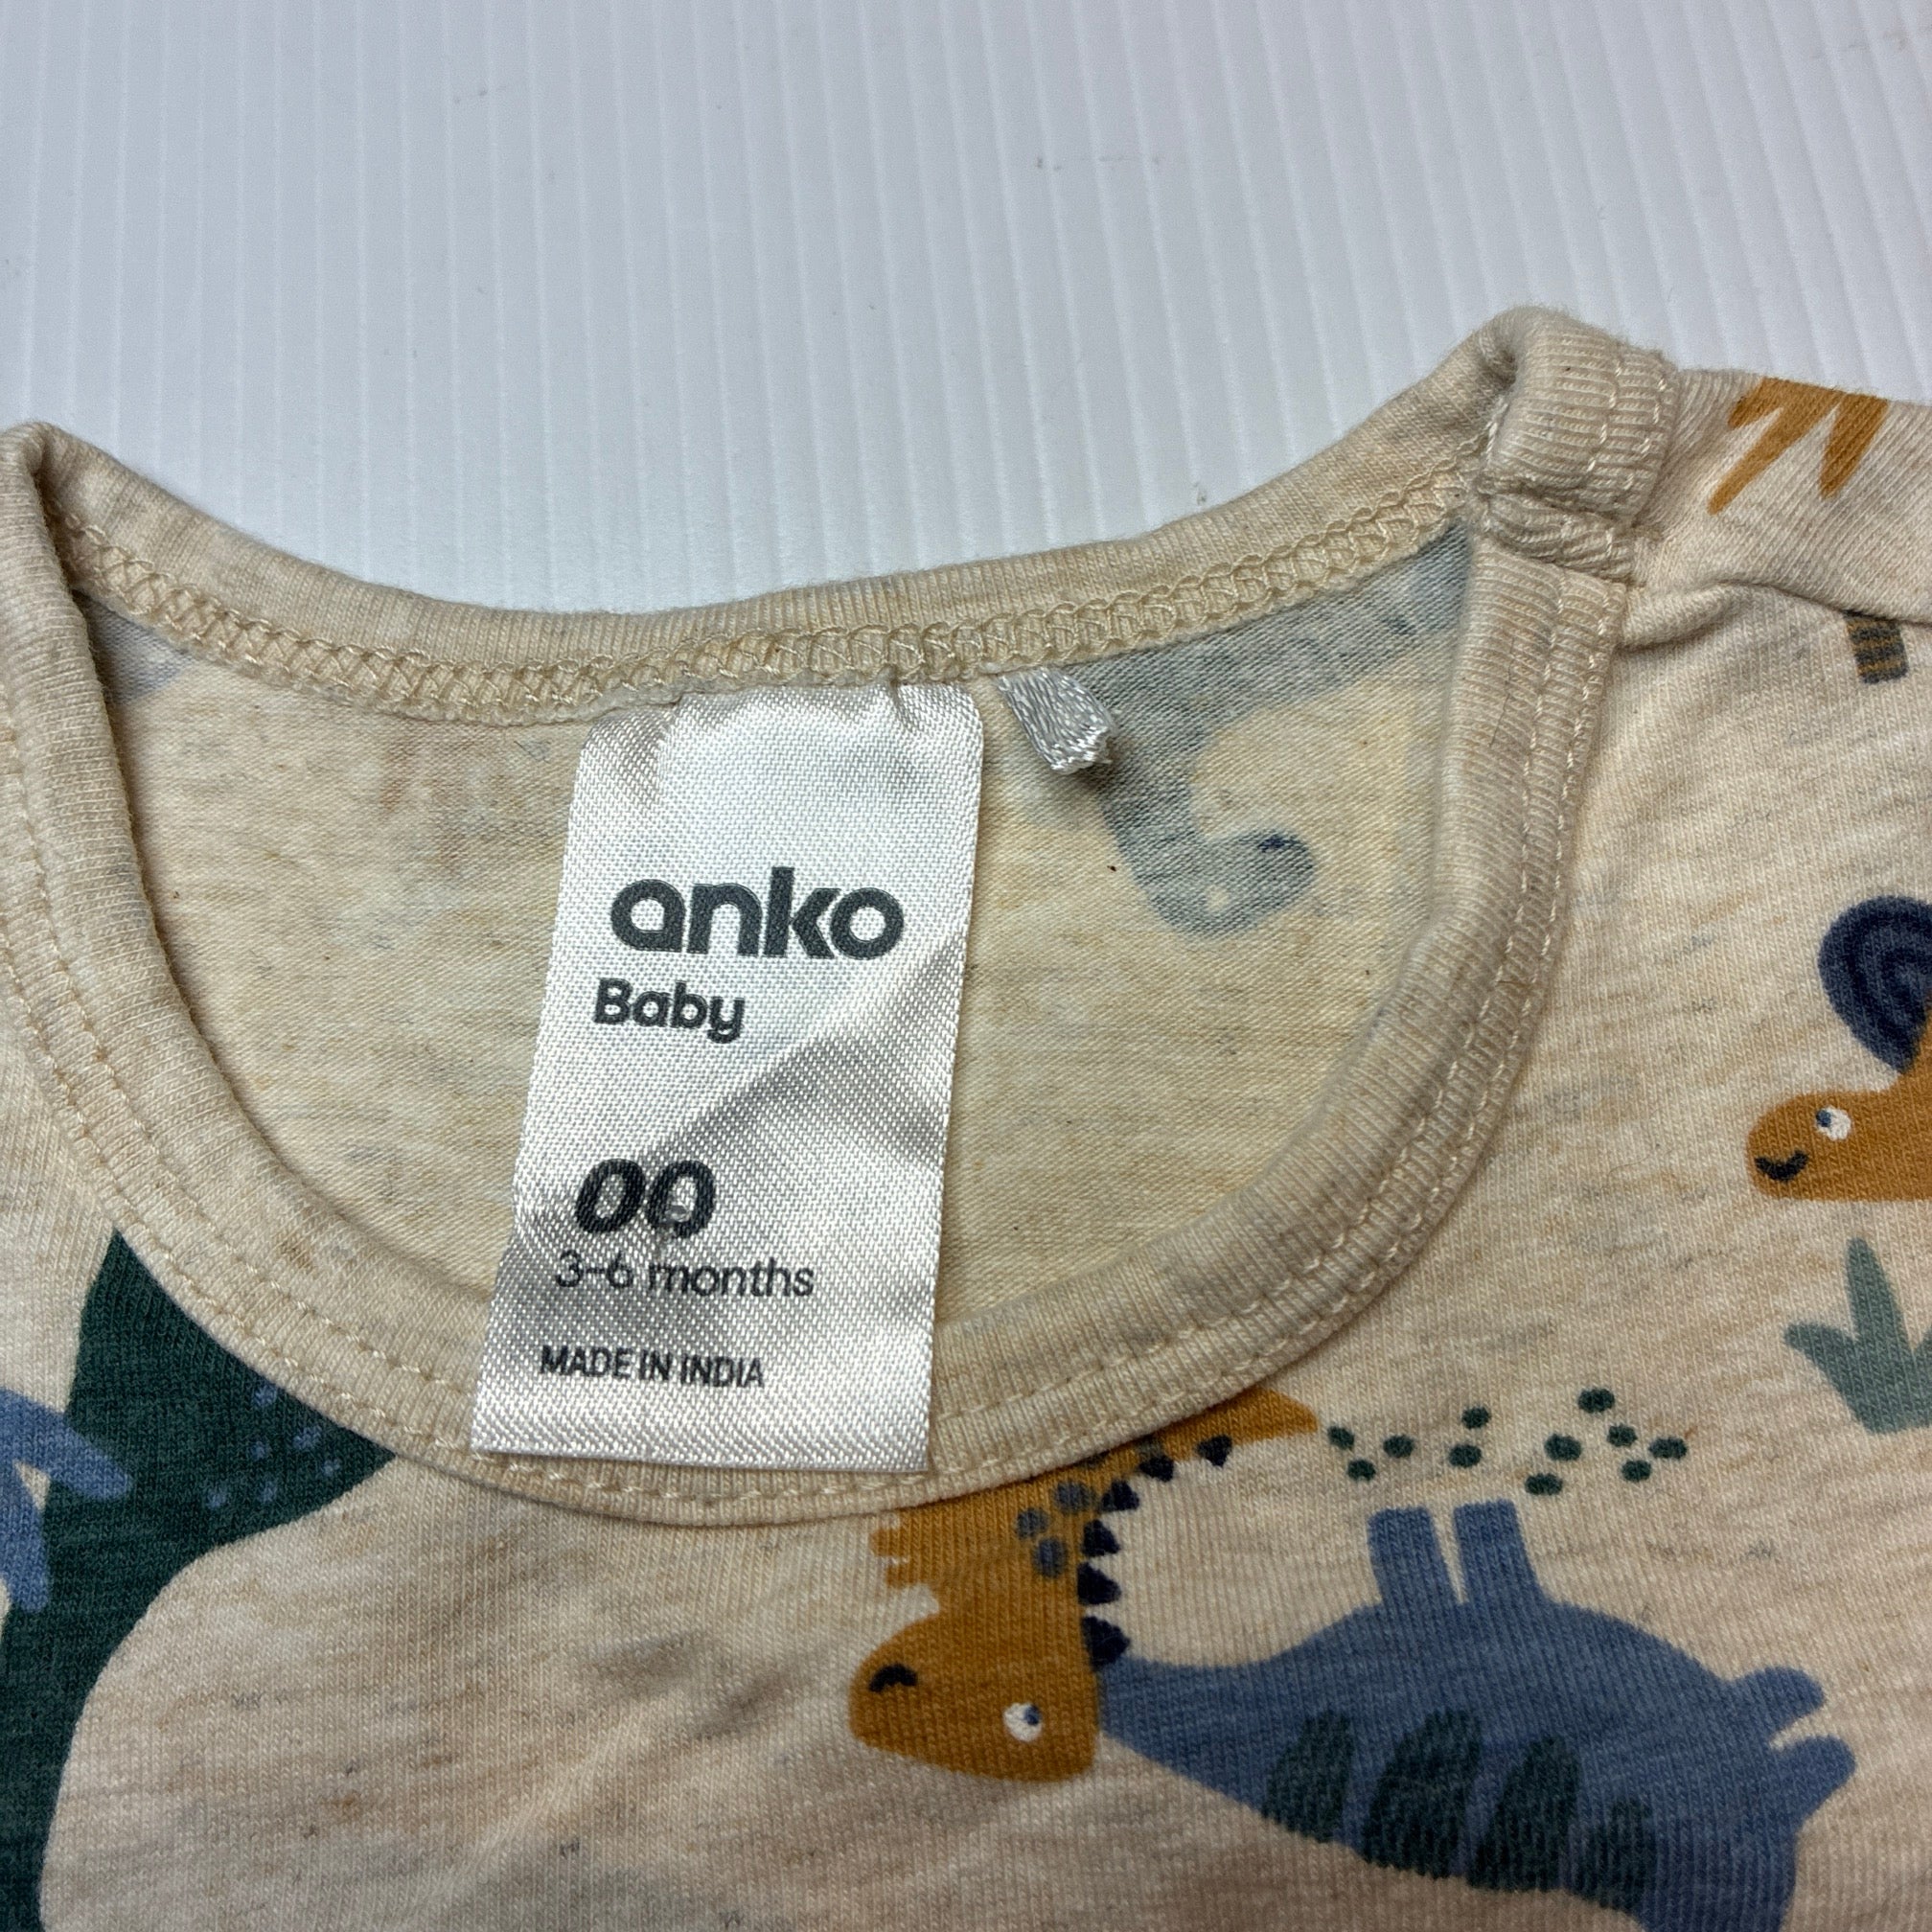 anko
Baby
00
3-6 months
MADE IN INDIA